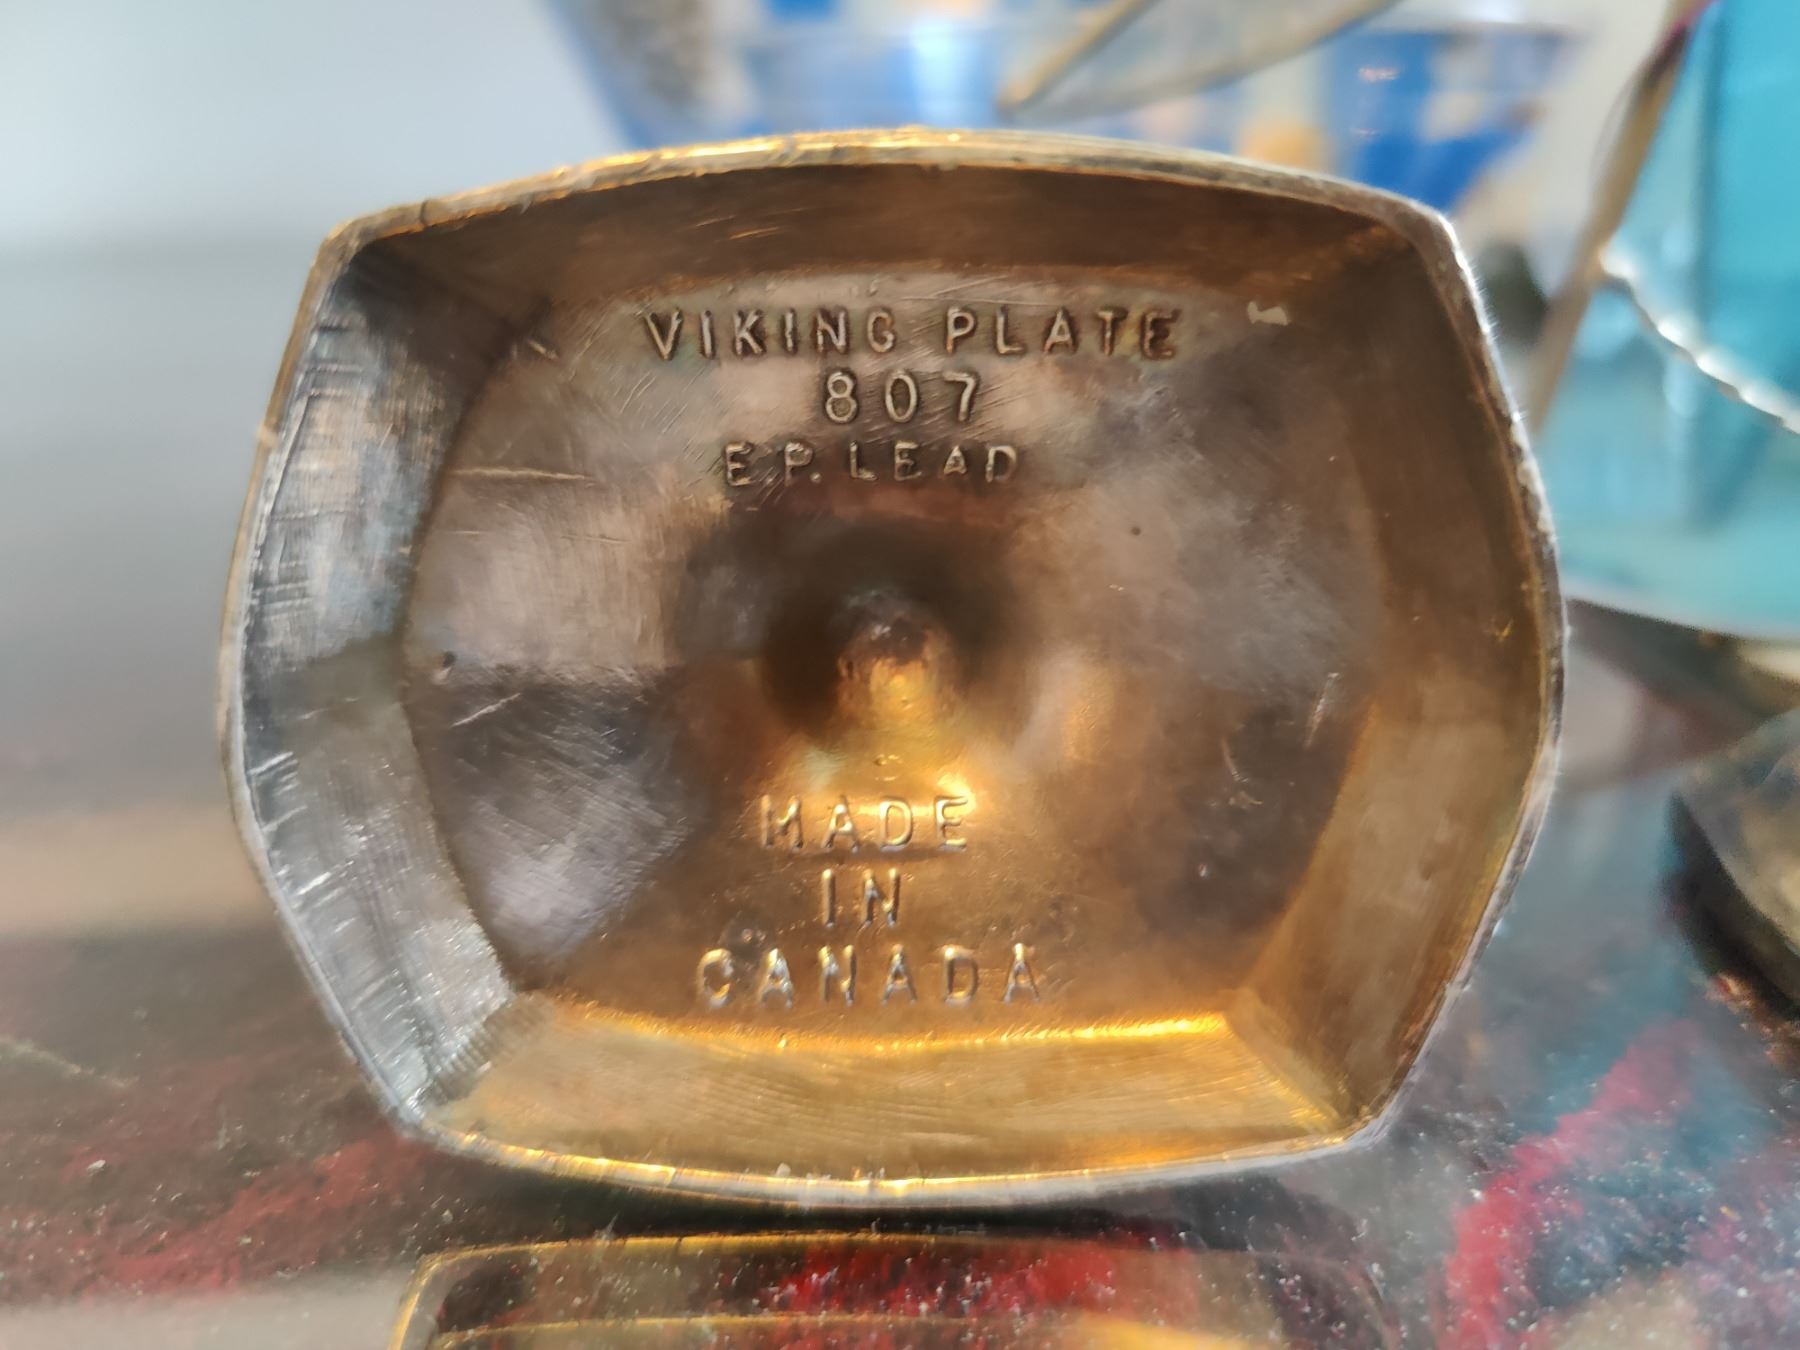 VIKING PLATE
807
E.P. LEAD
MADE
IN
CANADA